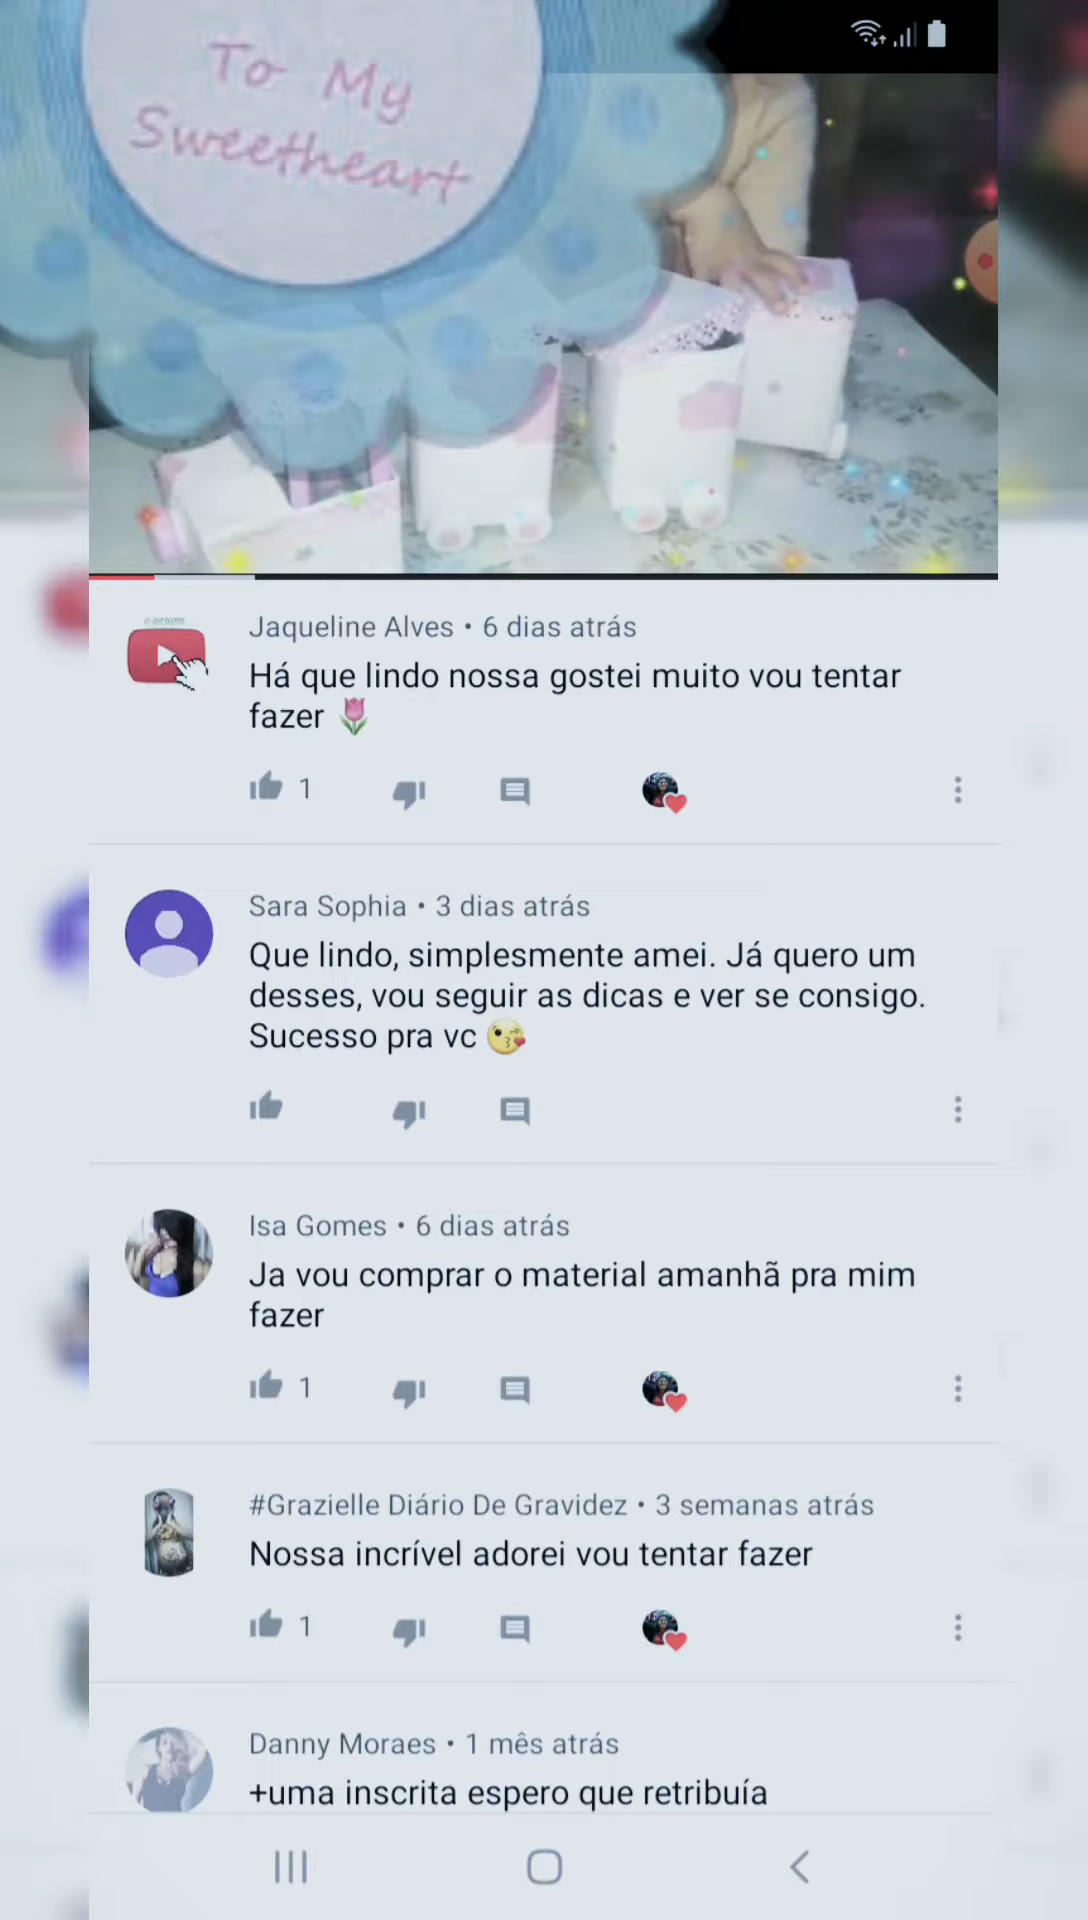 To My
Sweetheart
Jaqueline Alves • 6 dias atrás
Há que lindo nossa gostei muito vou tentar
fazer 🌷
1
Sara Sophia • 3 dias atrás
Que lindo, simplesmente amei. Já quero um
desses, vou seguir as dicas e ver se consigo.
Sucesso pra vc 😘
Isa Gomes • 6 dias atrás
Ja vou comprar o material amanhã pra mim
fazer
1
#Grazielle Diário De Gravidez • 3 semanas atrás
Nossa incrível adorei vou tentar fazer
1
Danny Moraes • 1 mês atrás
+uma inscrita espero que retribuía